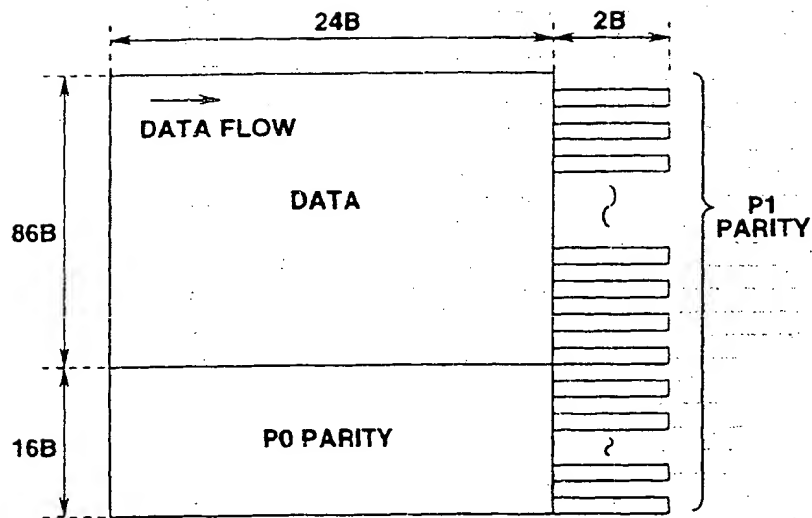 24B
2B
DATA FLOW
DATA
86B
P1
PARITY
P0 PARITY
16B